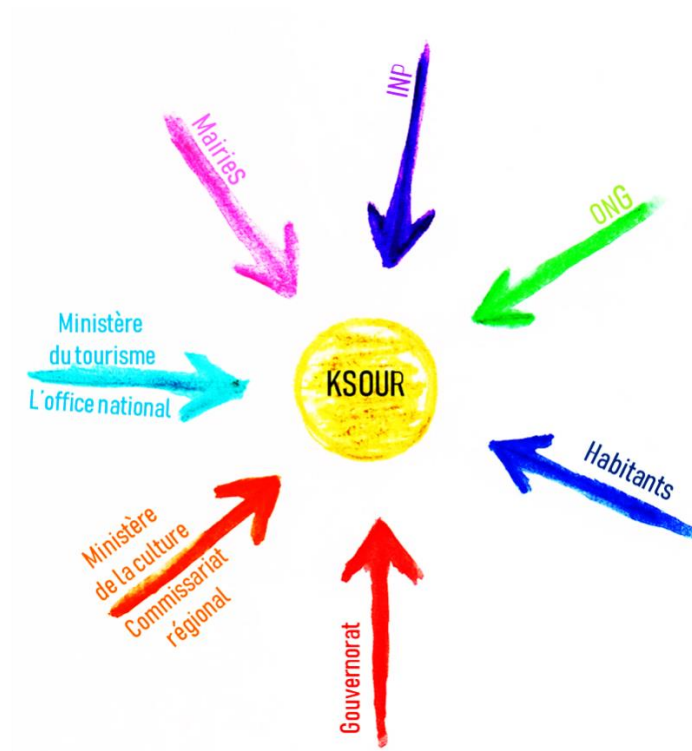 INP
Mairies
ONG
Ministère
du tourisme
L'office national
KSOUR
Habitants
Ministère
de la culture
Commissariat
régional
Gouvernorat